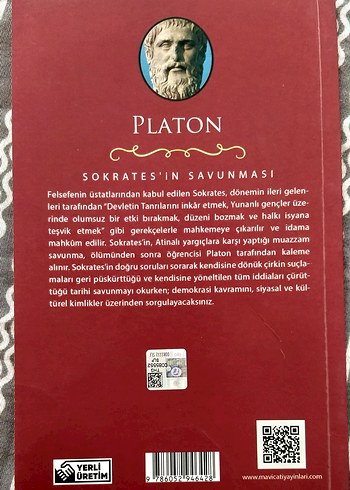 PLATON
SOKRATES'İN SAVUNMASI
Felsefenin üstatlarından kabul edilen Sokrates, dönemin ileri gelen-
leri tarafından "Devletin Tanrılarını inkâr etmek, Yunanlı gençler üze-
rinde olumsuz bir etki bırakmak, düzeni bozmak ve halkı isyana
teşvik etmek" gibi gerekçelerle mahkemeye çıkarılır ve idama
mahkûm edilir. Sokrates'in, Atinalı yargıçlara karşı yaptığı muazzam
savunma, ölümünden sonra öğrencisi Platon tarafından kaleme
alınır. Sokrates'in doğru soruları sorarak kendisine dönük çirkin suçla-
maları geri püskürttüğü ve kendisine yöneltilen tüm iddiaları çürüt-
tüğü tarihi savunmayı okurken; demokrasi kavramını, siyasal ve kül-
türel kimlikler üzerinden sorgulayacaksınız.
YERLİ
ÜRETİM
9 786052 946428
www.mavicatiyayinlari.com